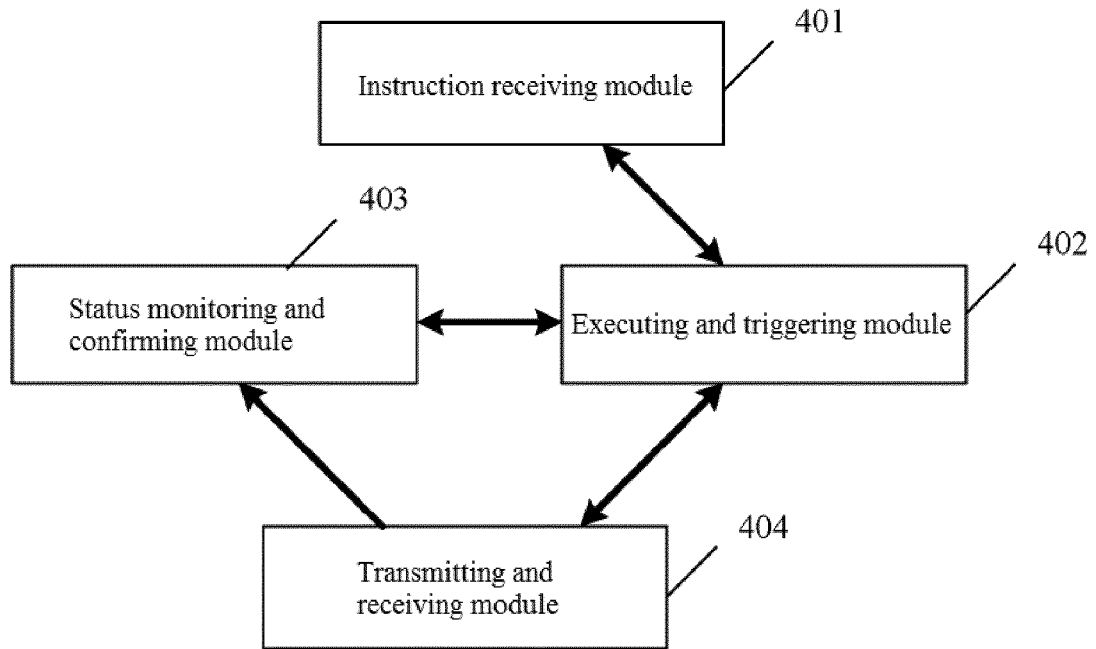 401
Instruction receiving module
403
402
Status monitoring and
confirming module
Executing and triggering module
404
Transmitting and
receiving module